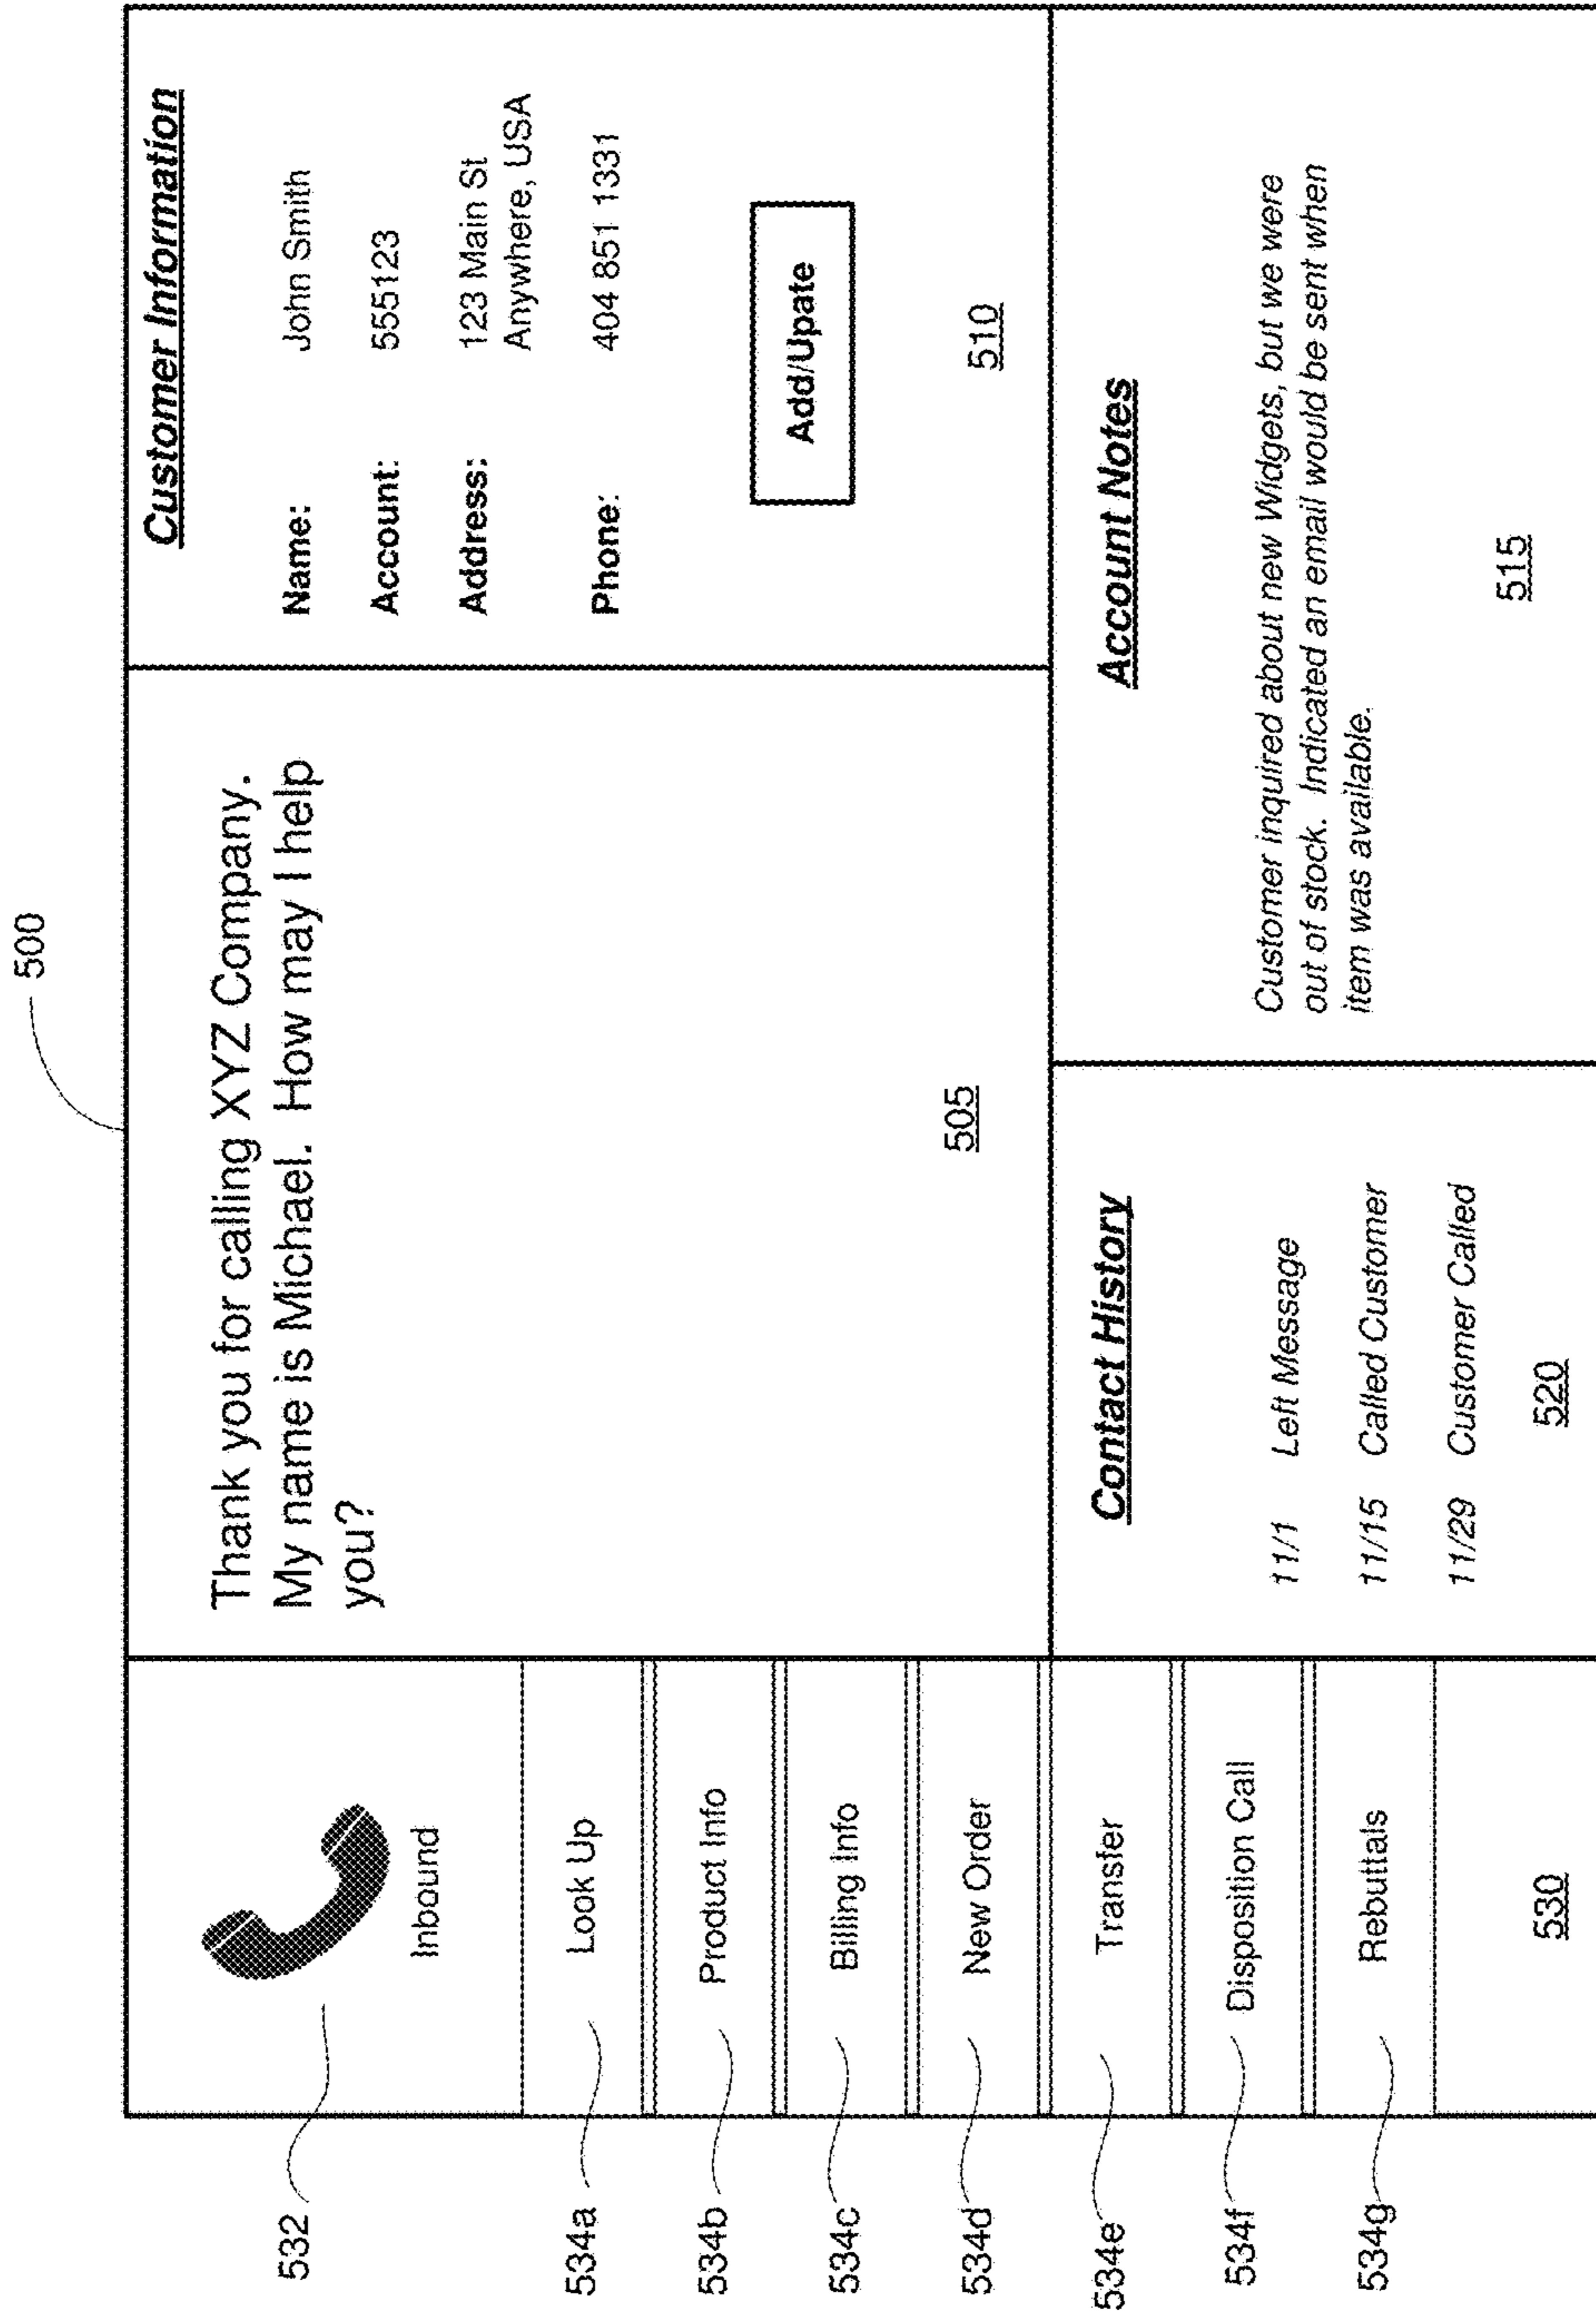 500
532
Inbound
534a
Look Up
534b
Product Info
534c
Billing Info
534d
New Order
534e
Transfer
534f
Disposition Call
534g
Rebuttals
530
Thank you for calling XYZ Company.
My name is Michael. How may I help
you?
505
Customer Information
Name: John Smith
Account: 555123
Address: 123 Main St
Anywhere, USA
Phone: 404 851 1331
Add/Upate
510
Contact History
11/1 Left Message
11/15 Called Customer
11/29 Customer Called
520
Account Notes
Customer inquired about new Widgets, but we were
out of stock. Indicated an email would be sent when
item was available.
515